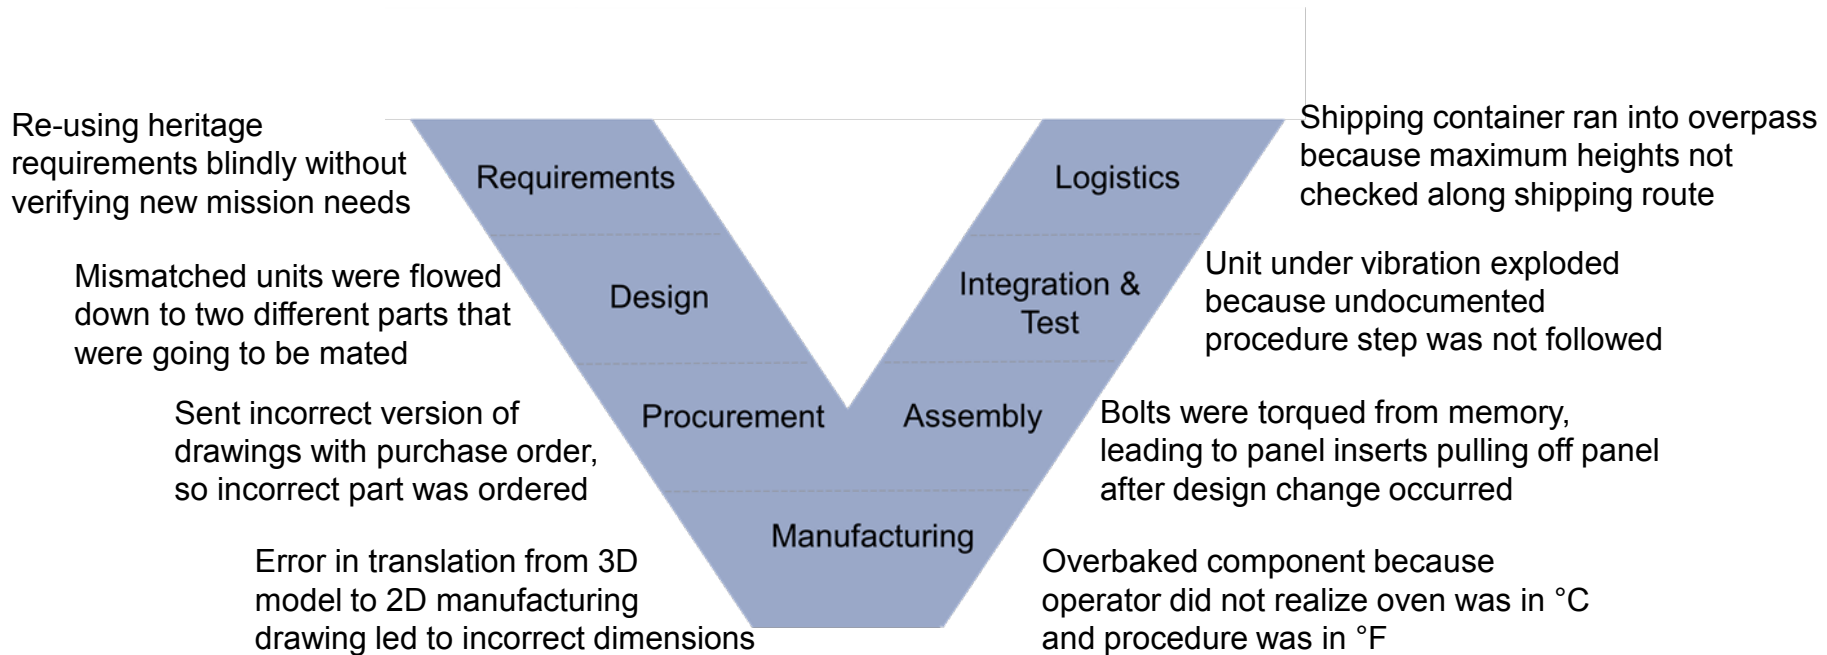 Re-using heritage
requirements blindly without
verifying new mission needs
Requirements
Logistics
Shipping container ran into overpass
because maximum heights not
checked along shipping route
Mismatched units were flowed
down to two different parts that
were going to be mated
Design
Integration &
Test
Unit under vibration exploded
because undocumented
procedure step was not followed
Sent incorrect version of
drawings with purchase order,
so incorrect part was ordered
Procurement
Assembly
Bolts were torqued from memory,
leading to panel inserts pulling off panel
after design change occurred
Error in translation from 3D
model to 2D manufacturing
drawing led to incorrect dimensions
Manufacturing
Overbaked component because
operator did not realize oven was in °C
and procedure was in °F